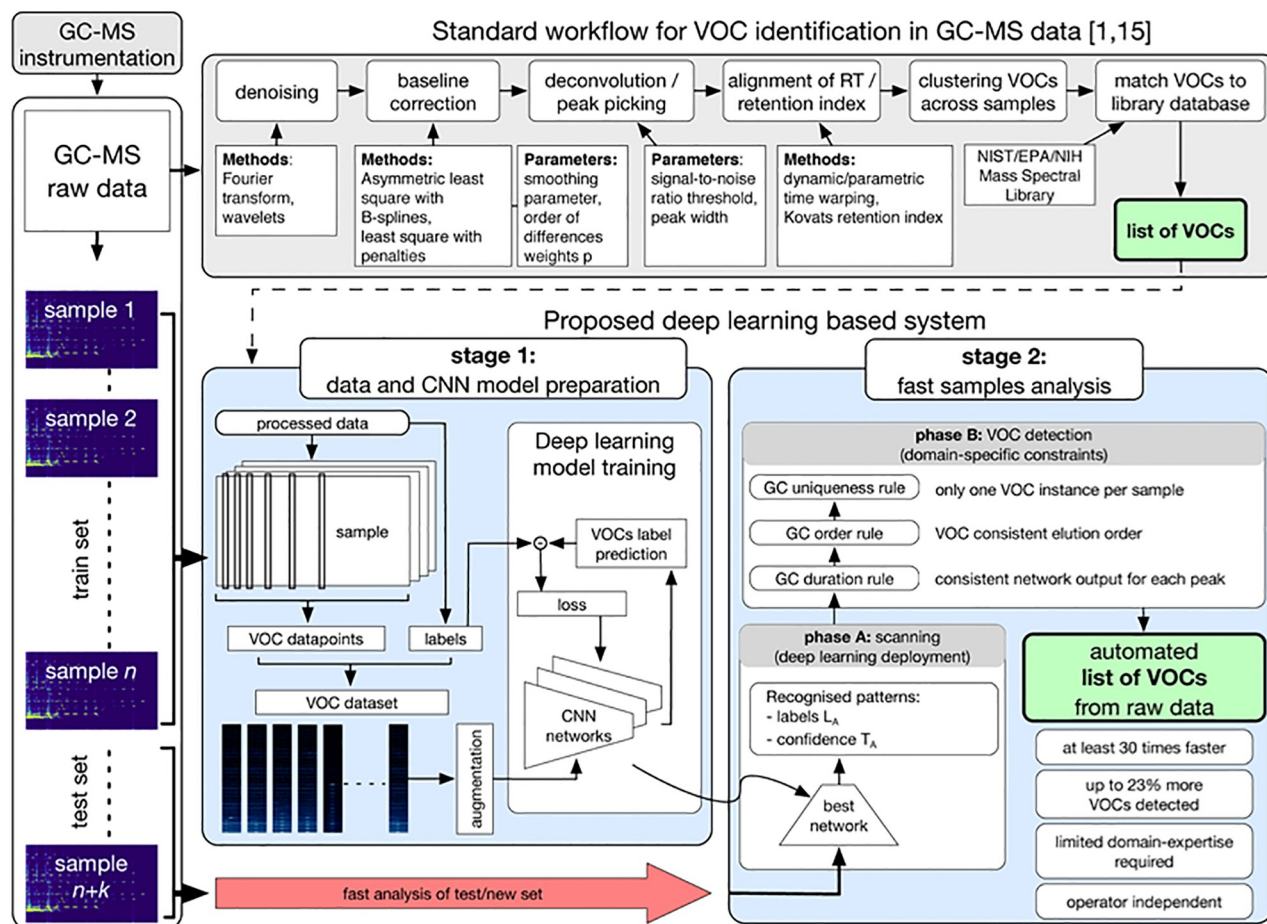 GC-MS
instrumentation
GC-MS
raw data
sample 1
sample 2
train set
sample n
test set
sample
n+k
Standard workflow for VOC identification in GC-MS data [1,15]
denoising
baseline
correction
deconvolution /
peak picking
alignment of RT /
retention index
clustering VOCs
across samples
match VOCs to
library database
Methods:
Fourier
transform,
wavelets
Methods:
Asymmetric least
square with
B-splines,
least square with
penalties
Parameters:
smoothing
parameter,
order of
differences
weights p
Parameters:
signal-to-noise
ratio threshold,
peak width
Methods:
dynamic/parametric
time warping,
Kovats retention index
NIST/EPA/NIH
Mass Spectral
Library
list of VOCs
Proposed deep learning based system
stage 1:
data and CNN model preparation
processed data
sample
VOC datapoints
labels
VOC dataset
augmentation
Deep learning
model training
VOCs label
prediction
loss
CNN
networks
stage 2:
fast samples analysis
phase B: VOC detection
(domain-specific constraints)
GC uniqueness rule
only one VOC instance per sample
GC order rule
VOC consistent elution order
GC duration rule
consistent network output for each peak
phase A: scanning
(deep learning deployment)
Recognised patterns:
- labels L_A
- confidence T_A
best
network
automated
list of VOCs
from raw data
at least 30 times faster
up to 23% more
VOCs detected
limited domain-expertise
required
operator independent
fast analysis of test/new set